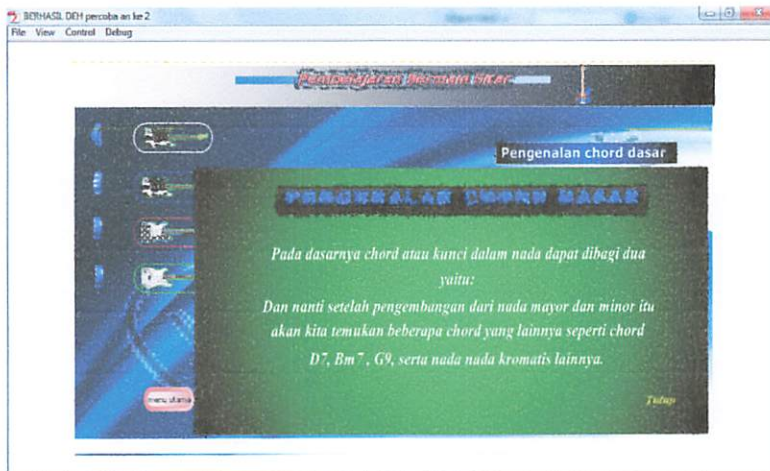 BERHASIL DEH percoba an ke 2
File View Control Debug
Pembelajaran Bermain Gitar
Pengenalan chord dasar
PENGENALAN CHORD DASAR
Pada dasarnya chord atau kunci dalam nada dapat dibagi dua
yaitu:
Dan nanti setelah pengembangan dari nada mayor dan minor itu
akan kita temukan beberapa chord yang lainnya seperti chord
D7, Bm7 , G9, serta nada nada kromatis lainnya.
menu utama
Tutup